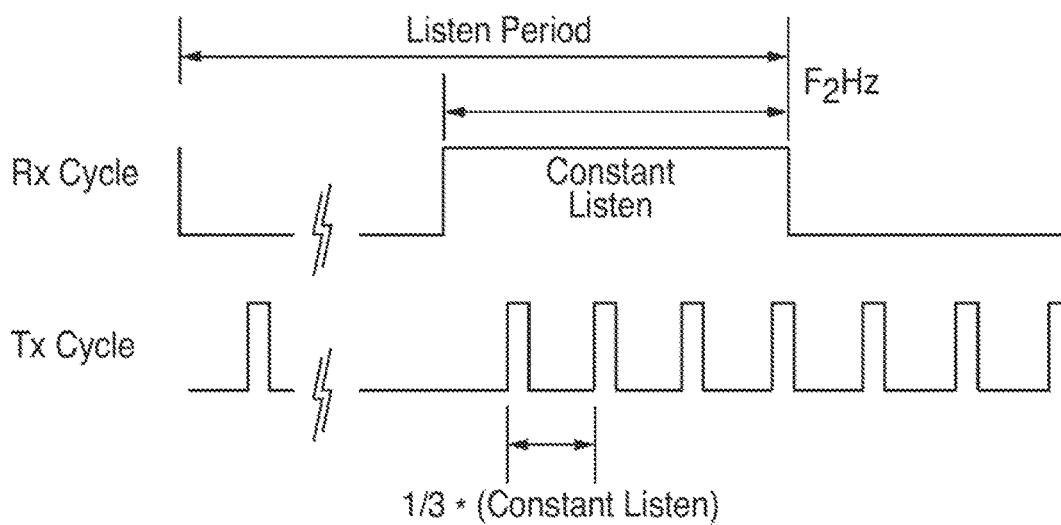 Listen Period
F₂Hz
Rx Cycle
Constant
Listen
Tx Cycle
1/3 * (Constant Listen)